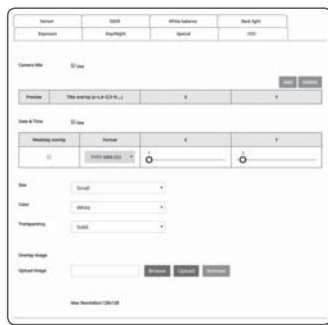 Sensor SSDR White balance Back light
Exposure Day/Night Special OSD
Camera title Use
Add Delete
Preview Title overlay X Y
Date & Time Use
Weekday overlay Format X Y
YYYY-MM-DD 1 2
Size Small
Color White
Transparency Solid
Overlay Image
Upload Image Browse Upload Remove
Max Resolution:128x128